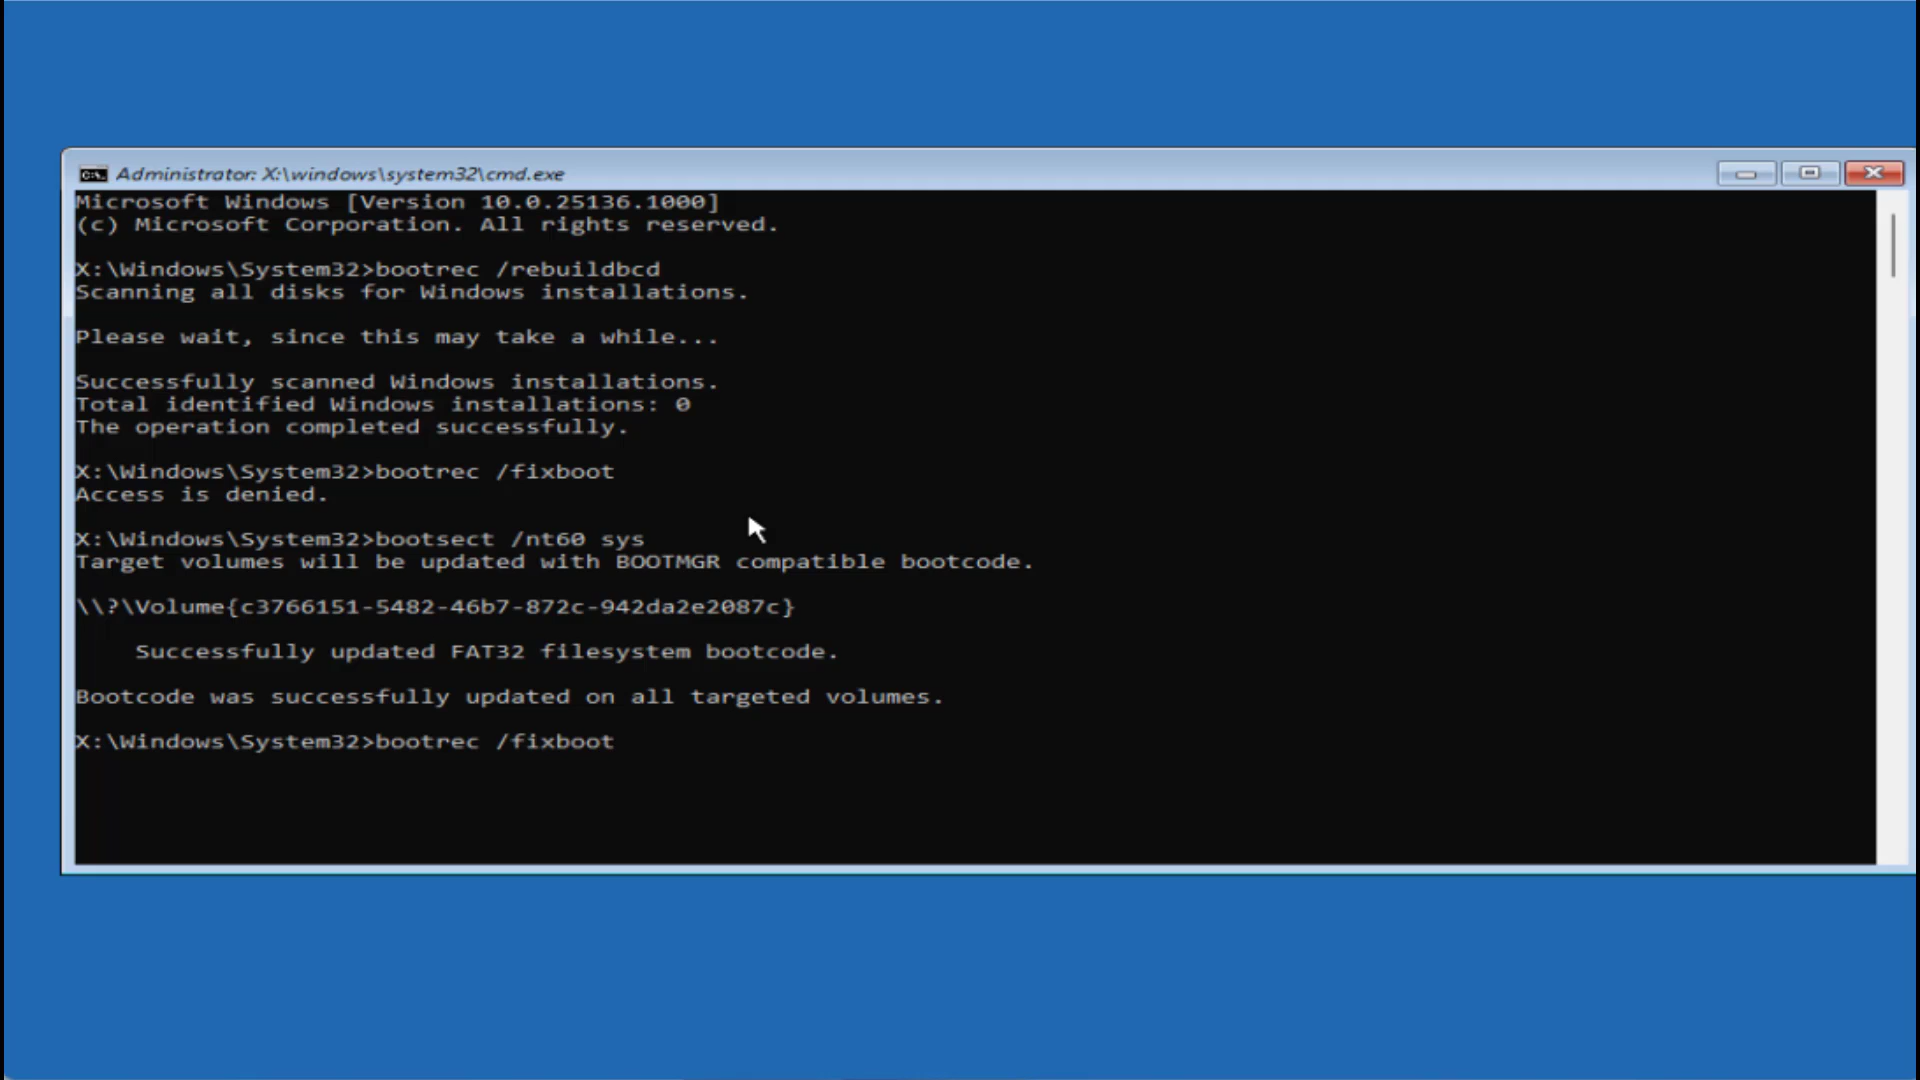 Administrator: X:\windows\system32\cmd.exe
Microsoft Windows [Version 10.0.25136.1000]
(c) Microsoft Corporation. All rights reserved.
X:\Windows\System32>bootrec /rebuildbcd
Scanning all disks for Windows installations.
Please wait, since this may take a while...
Successfully scanned Windows installations.
Total identified Windows installations: 0
The operation completed successfully.
X:\Windows\System32>bootrec /fixboot
Access is denied.
X:\Windows\System32>bootsect /nt60 sys
Target volumes will be updated with BOOTMGR compatible bootcode.
\\?\Volume{c3766151-5482-46b7-872c-942da2e2087c}
Successfully updated FAT32 filesystem bootcode.
Bootcode was successfully updated on all targeted volumes.
X:\Windows\System32>bootrec /fixboot